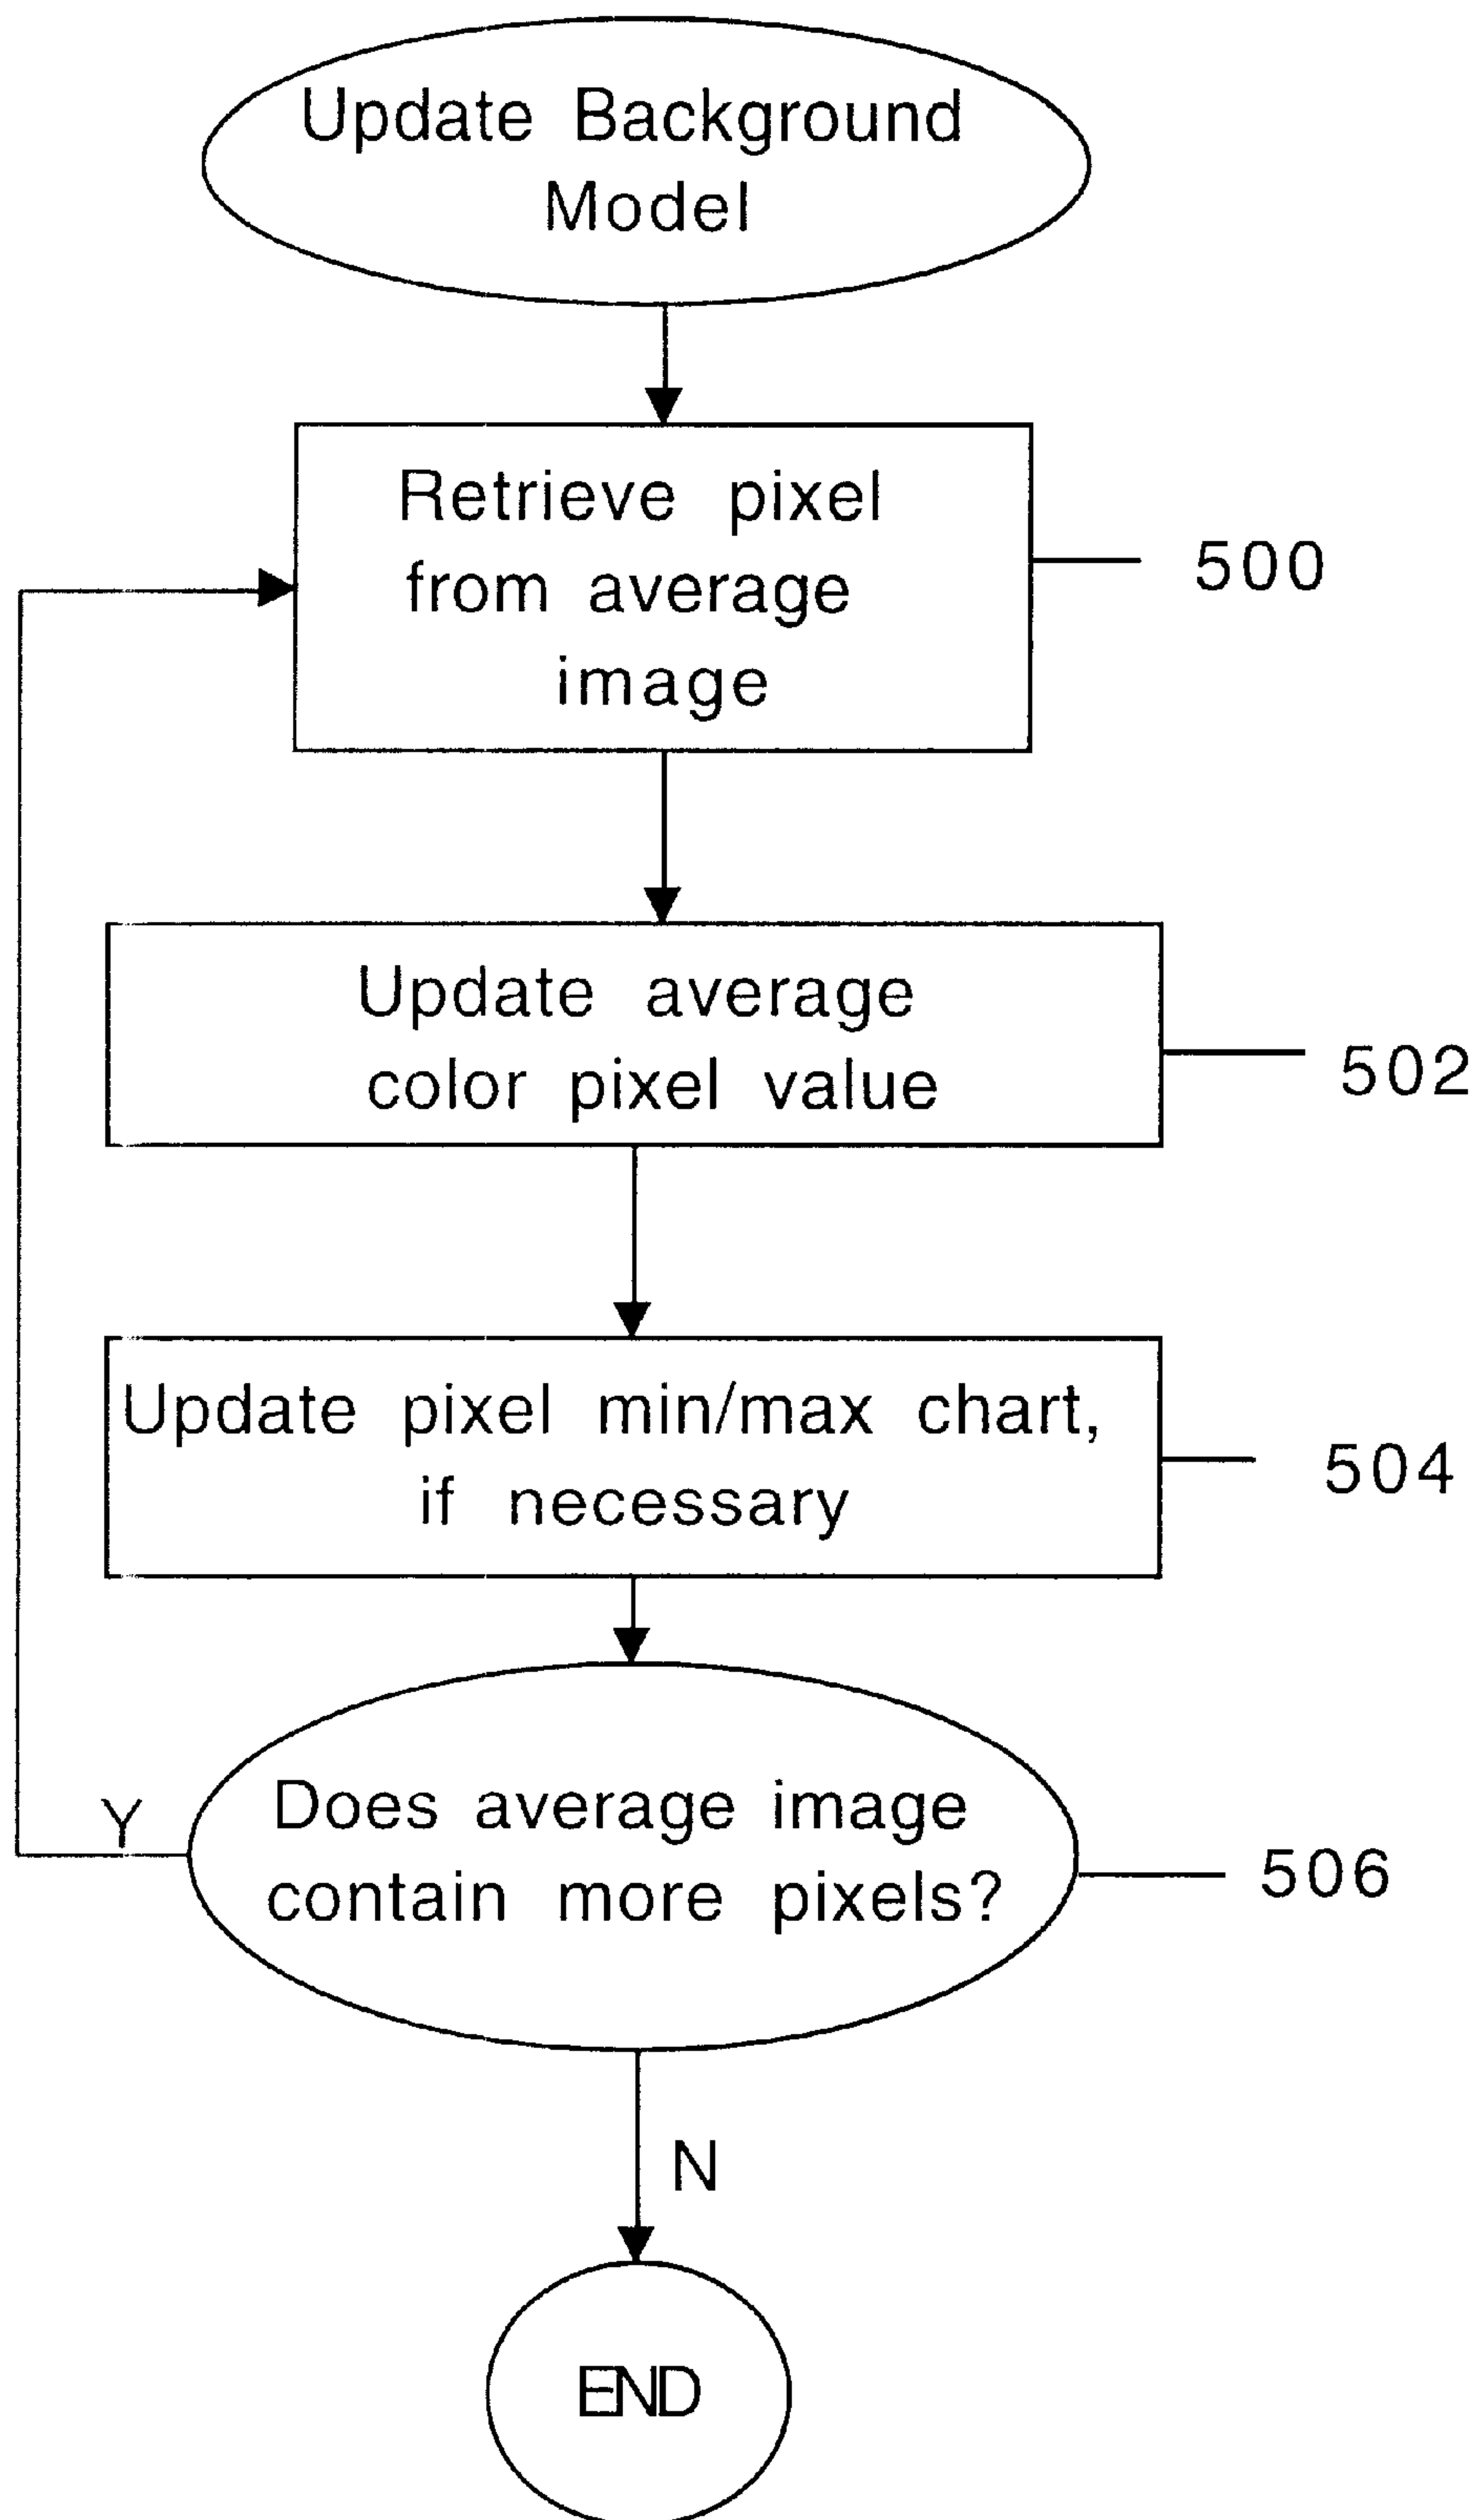 Update Background
Model
Retrieve pixel
from average
image
500
Update average
color pixel value
502
Update pixel min/max chart,
if necessary
504
Does average image
contain more pixels?
506
Y
N
END